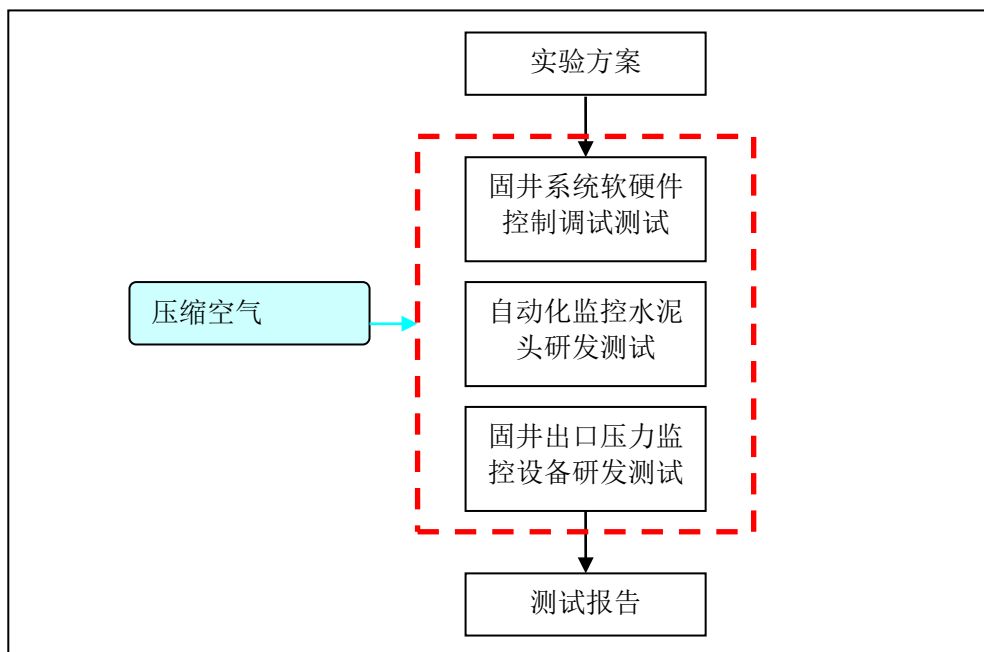 实验方案
固井系统软硬件
控制调试测试
压缩空气
自动化监控水泥
头研发测试
固井出口压力监
控设备研发测试
测试报告